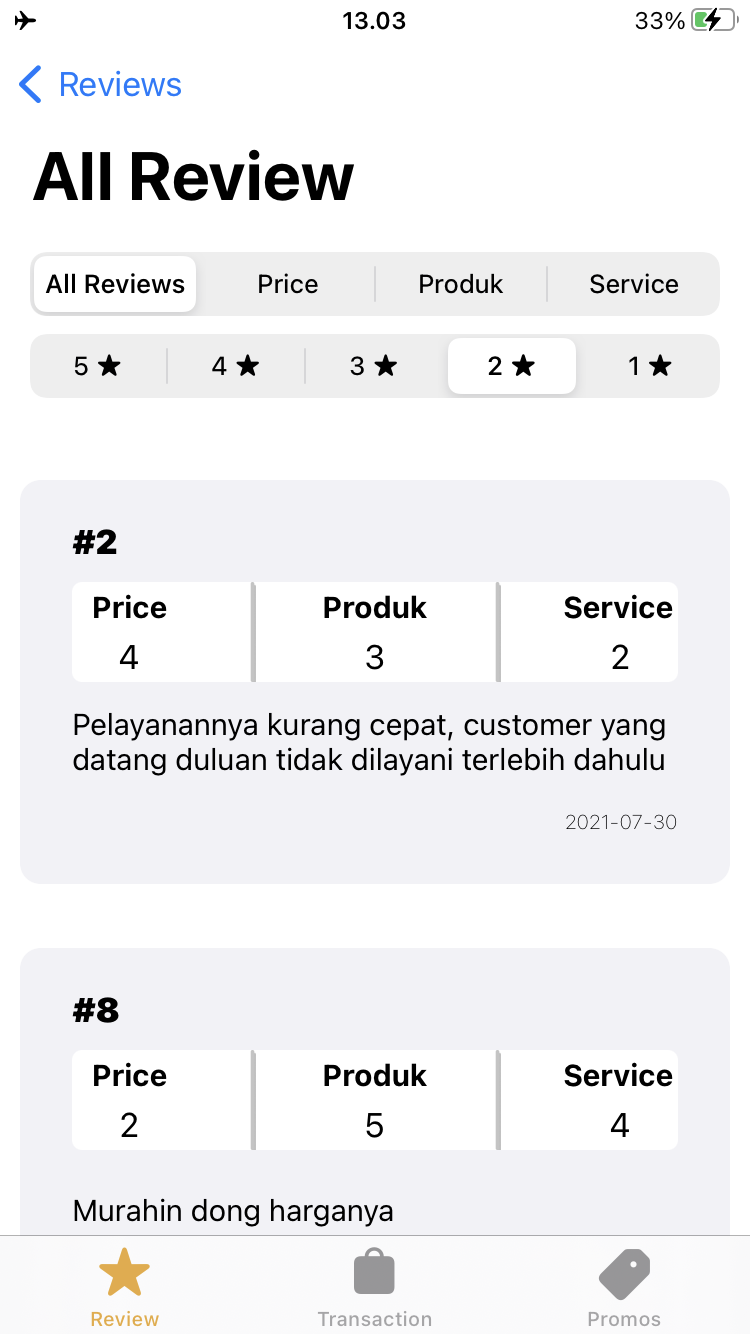 13.03
33%
Reviews
All Review
All Reviews Price Produk Service
5 ★ 4 ★ 3 ★ 2 ★ 1 ★
#2
Price Produk Service
4 3 2
Pelayanannya kurang cepat, customer yang
datang duluan tidak dilayani terlebih dahulu
2021-07-30
#8
Price Produk Service
2 5 4
Murahin dong harganya
Review Transaction Promos